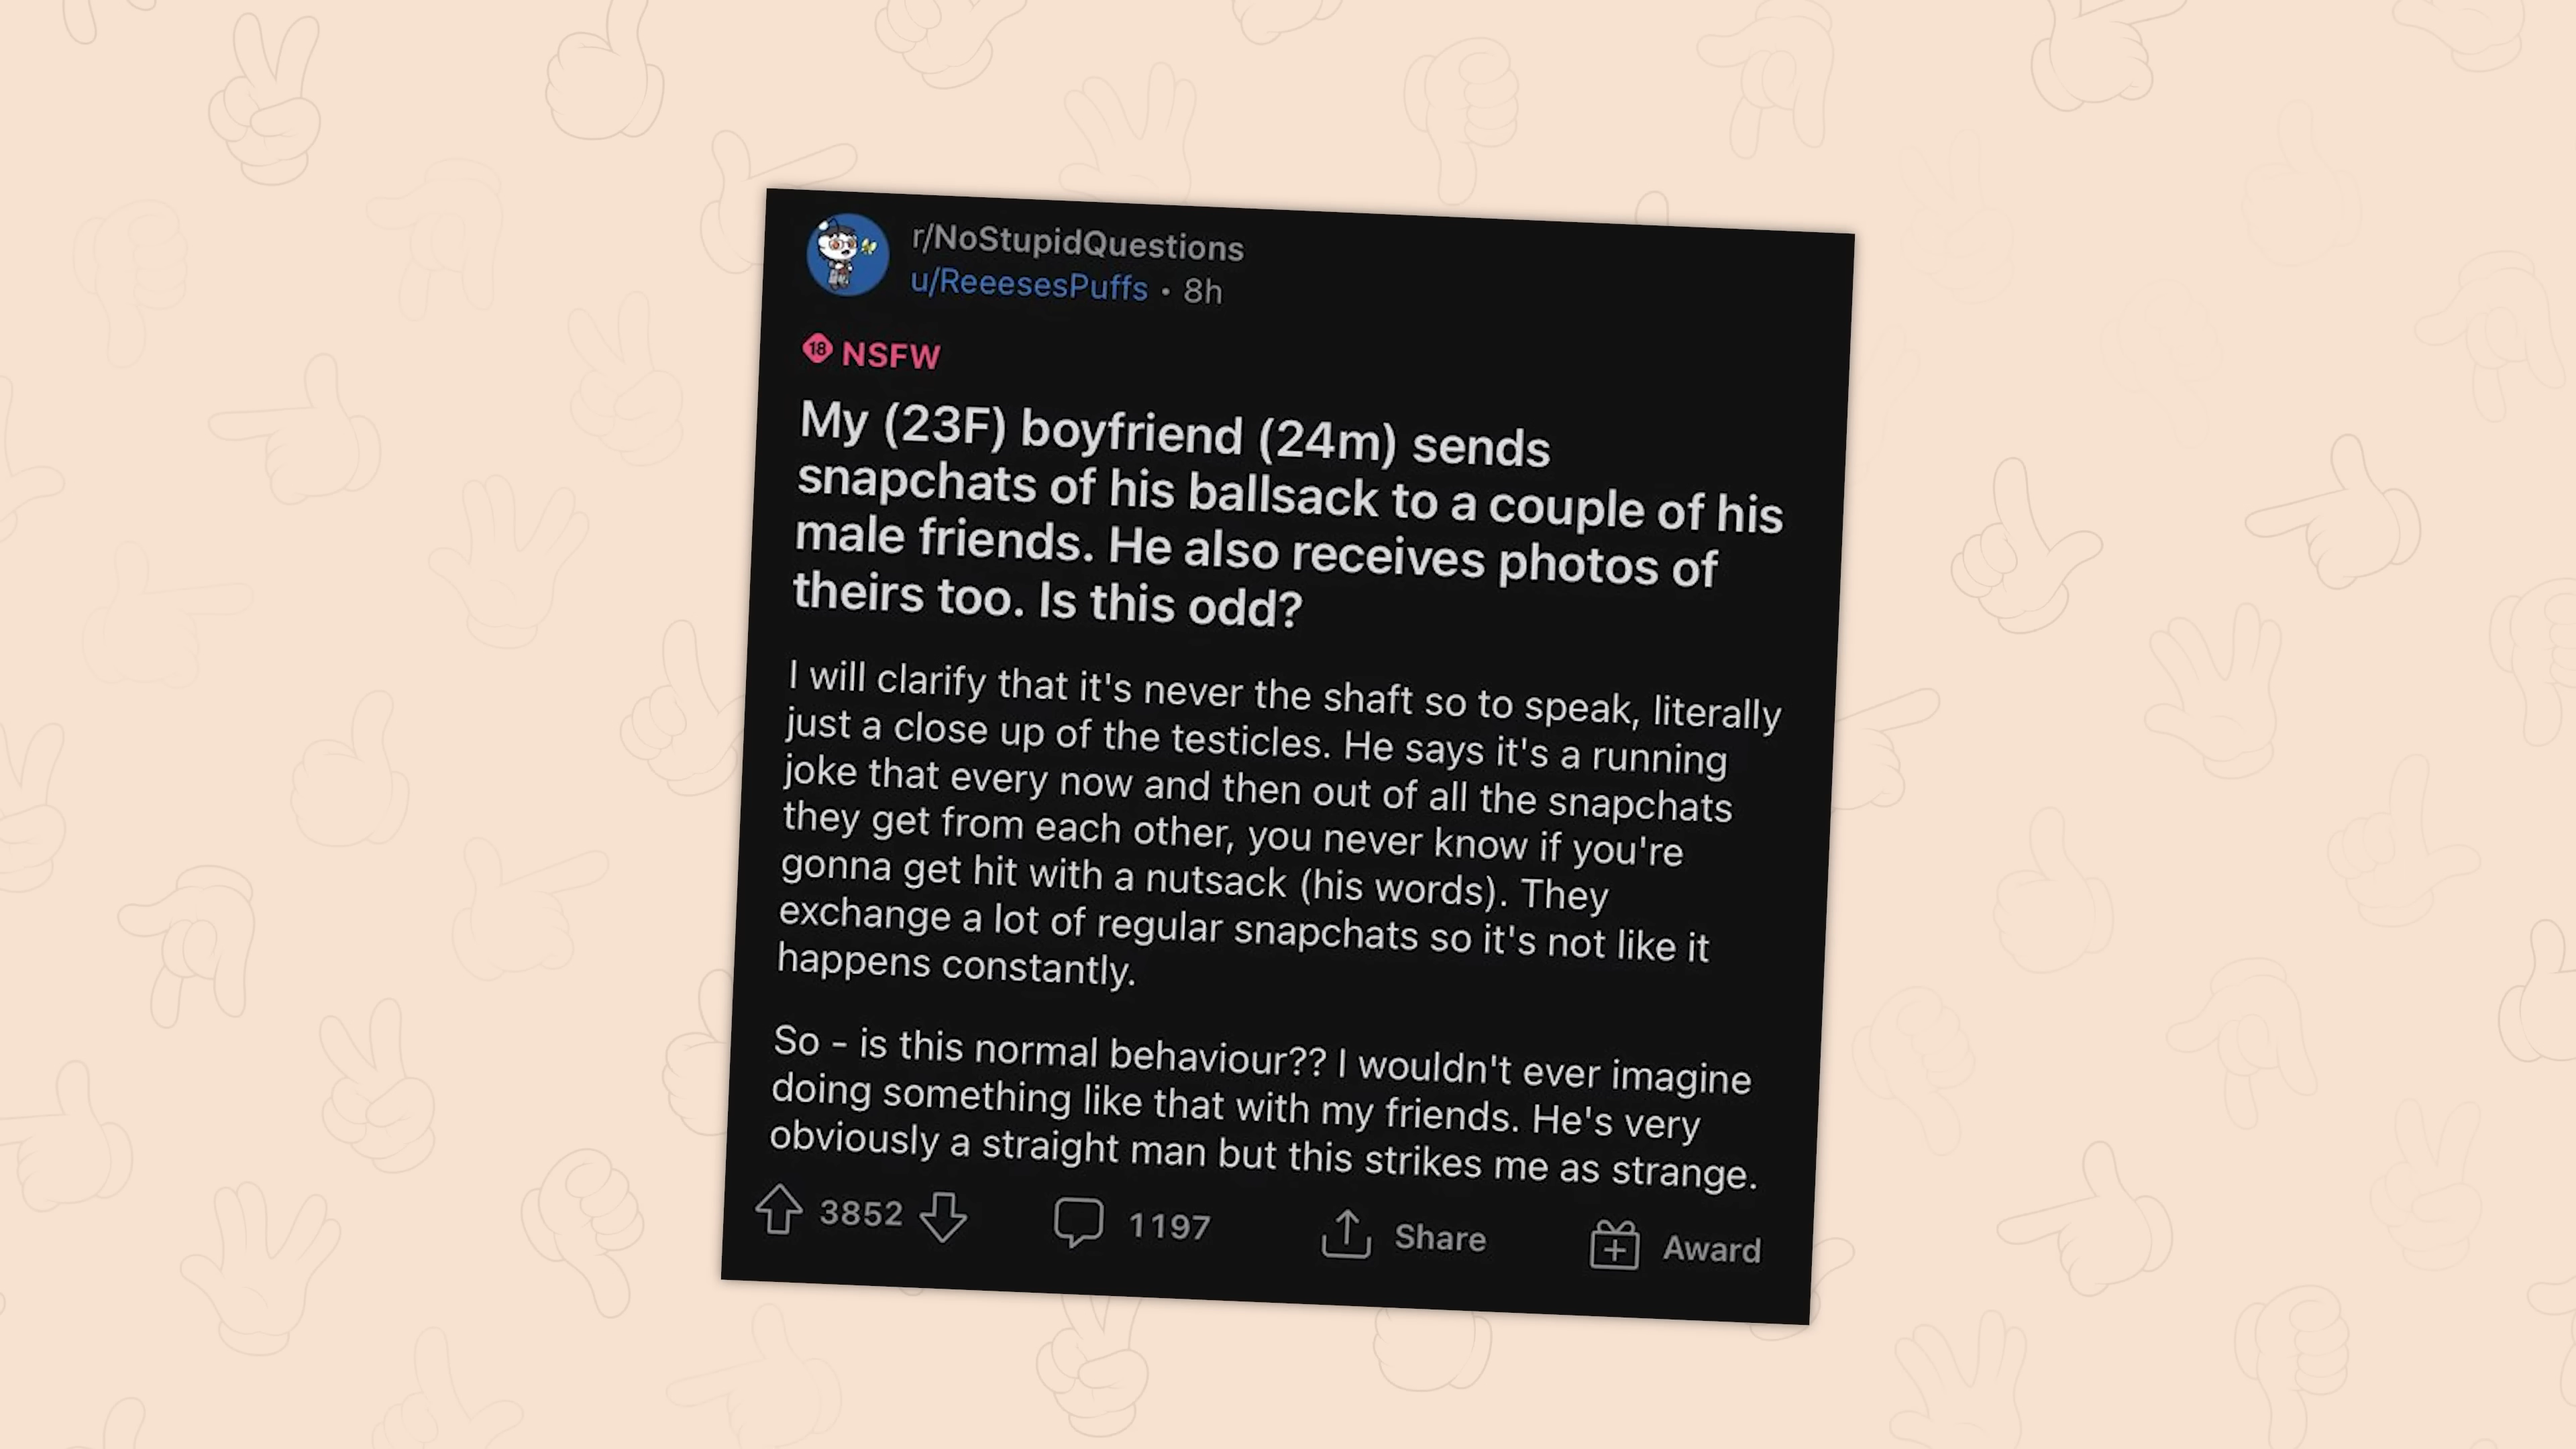 r/NoStupidQuestions
u/ReeesesPuffs • 8h
18 NSFW
My (23F) boyfriend (24m) sends
snapchats of his ballsack to a couple of his
male friends. He also receives photos of
theirs too. Is this odd?
I will clarify that it's never the shaft so to speak, literally
just a close up of the testicles. He says it's a running
joke that every now and then out of all the snapchats
they get from each other, you never know if you're
gonna get hit with a nutsack (his words). They
exchange a lot of regular snapchats so it's not like it
happens constantly.
So - is this normal behaviour?? I wouldn't ever imagine
doing something like that with my friends. He's very
obviously a straight man but this strikes me as strange.
3852 1197 Share Award